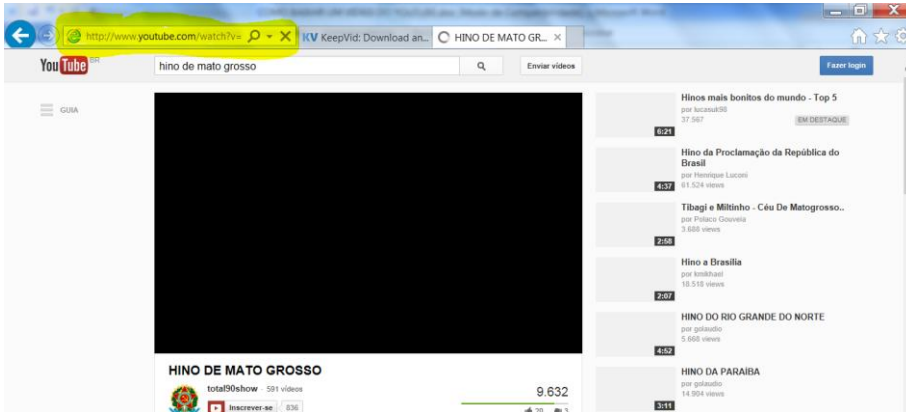 http://www.youtube.com/watch?v=
KV KeepVid: Download an...
HINO DE MATO GR...
YouTube BR
hino de mato grosso
Enviar vídeos
Fazer login
GUIA
Hinos mais bonitos do mundo - Top 5
por lucasuk98
37.567
EM DESTAQUE
6:21
Hino da Proclamação da República do
Brasil
por Henrique Luconi
61.524 views
4:37
Tibagi e Miltinho - Céu De Matogrosso..
por Polaco Gouveia
3.688 views
2:58
Hino a Brasília
por kmikhael
18.518 views
2:07
HINO DO RIO GRANDE DO NORTE
por golaudio
5.668 views
4:52
HINO DA PARAÍBA
por golaudio
14.904 views
3:11
HINO DE MATO GROSSO
total90show - 591 vídeos
Inscrever-se 836
9.632